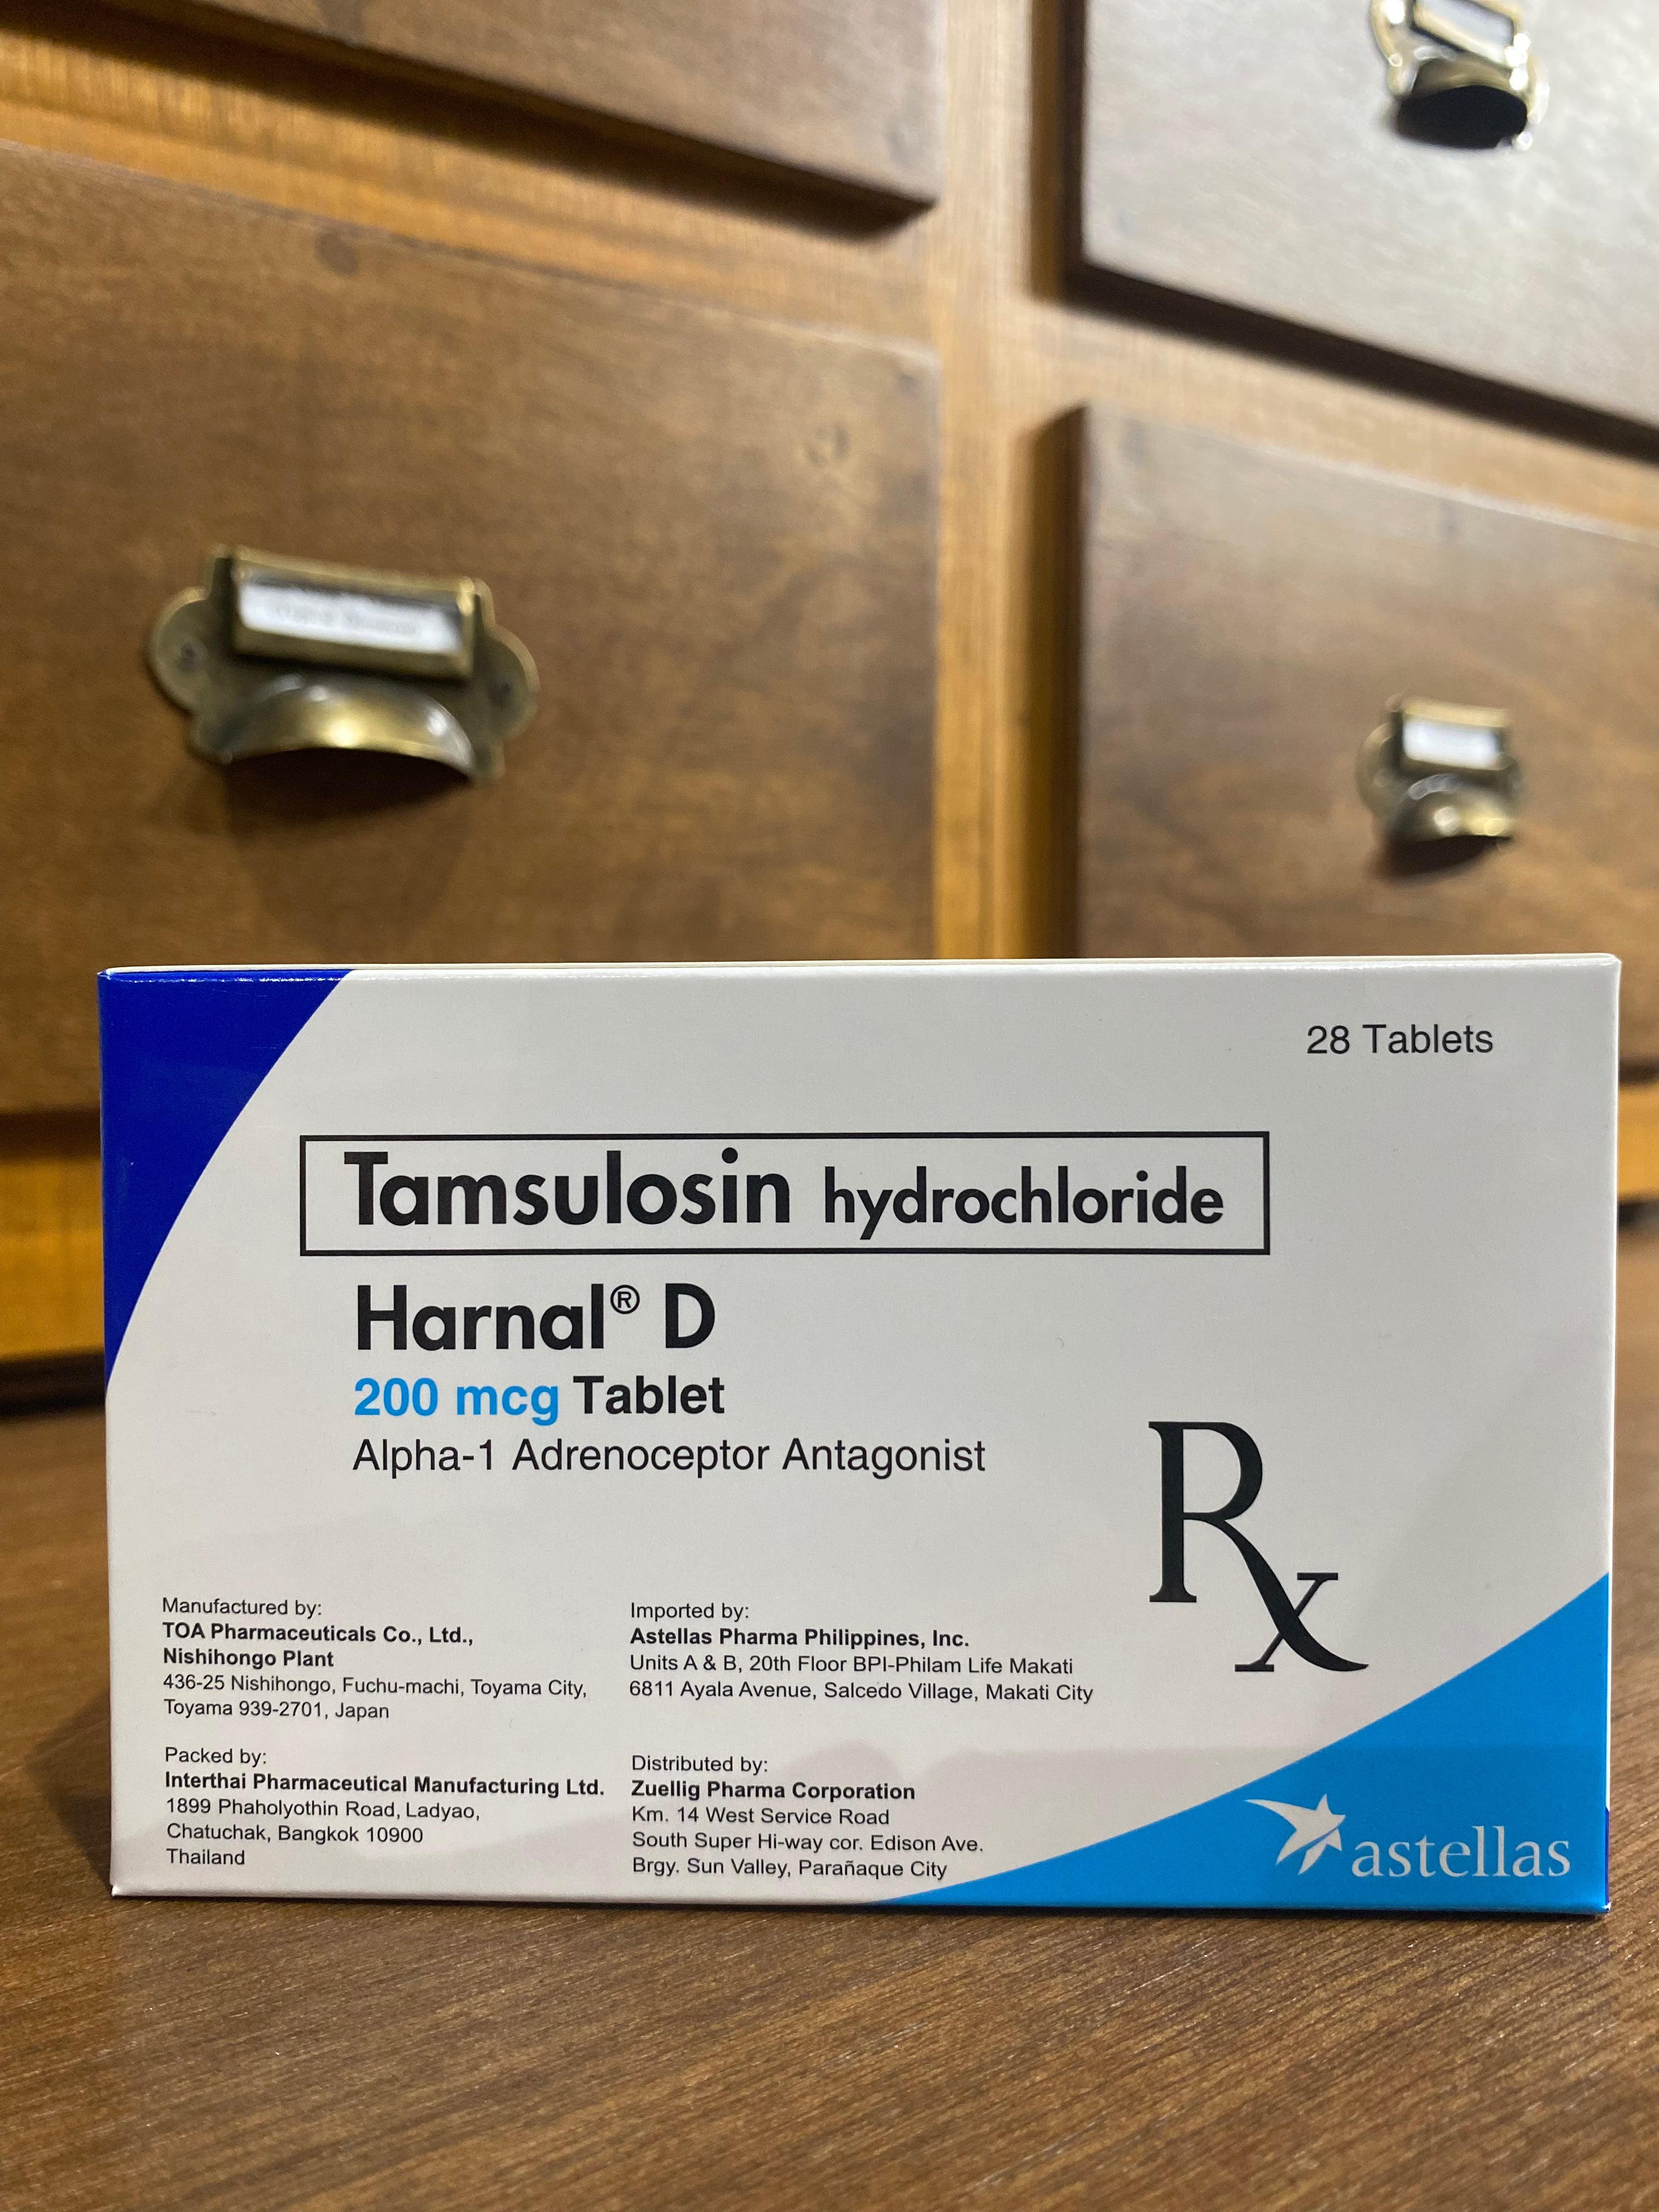 28 Tablets
Tamsulosin hydrochloride
Harnal® D
200 mcg Tablet
Alpha-1 Adrenoceptor Antagonist
Rx
Manufactured by:
TOA Pharmaceuticals Co., Ltd.,
Nishihongo Plant
436-25 Nishihongo, Fuchu-machi, Toyama City,
Toyama 939-2701, Japan
Imported by:
Astellas Pharma Philippines, Inc.
Units A & B, 20th Floor BPI-Philam Life Makati
6811 Ayala Avenue, Salcedo Village, Makati City
Packed by:
Interthai Pharmaceutical Manufacturing Ltd.
1899 Phaholyothin Road, Ladyao,
Chatuchak, Bangkok 10900
Thailand
Distributed by:
Zuellig Pharma Corporation
Km. 14 West Service Road
South Super Hi-way cor. Edison Ave.
Brgy. Sun Valley, Parañaque City
astellas